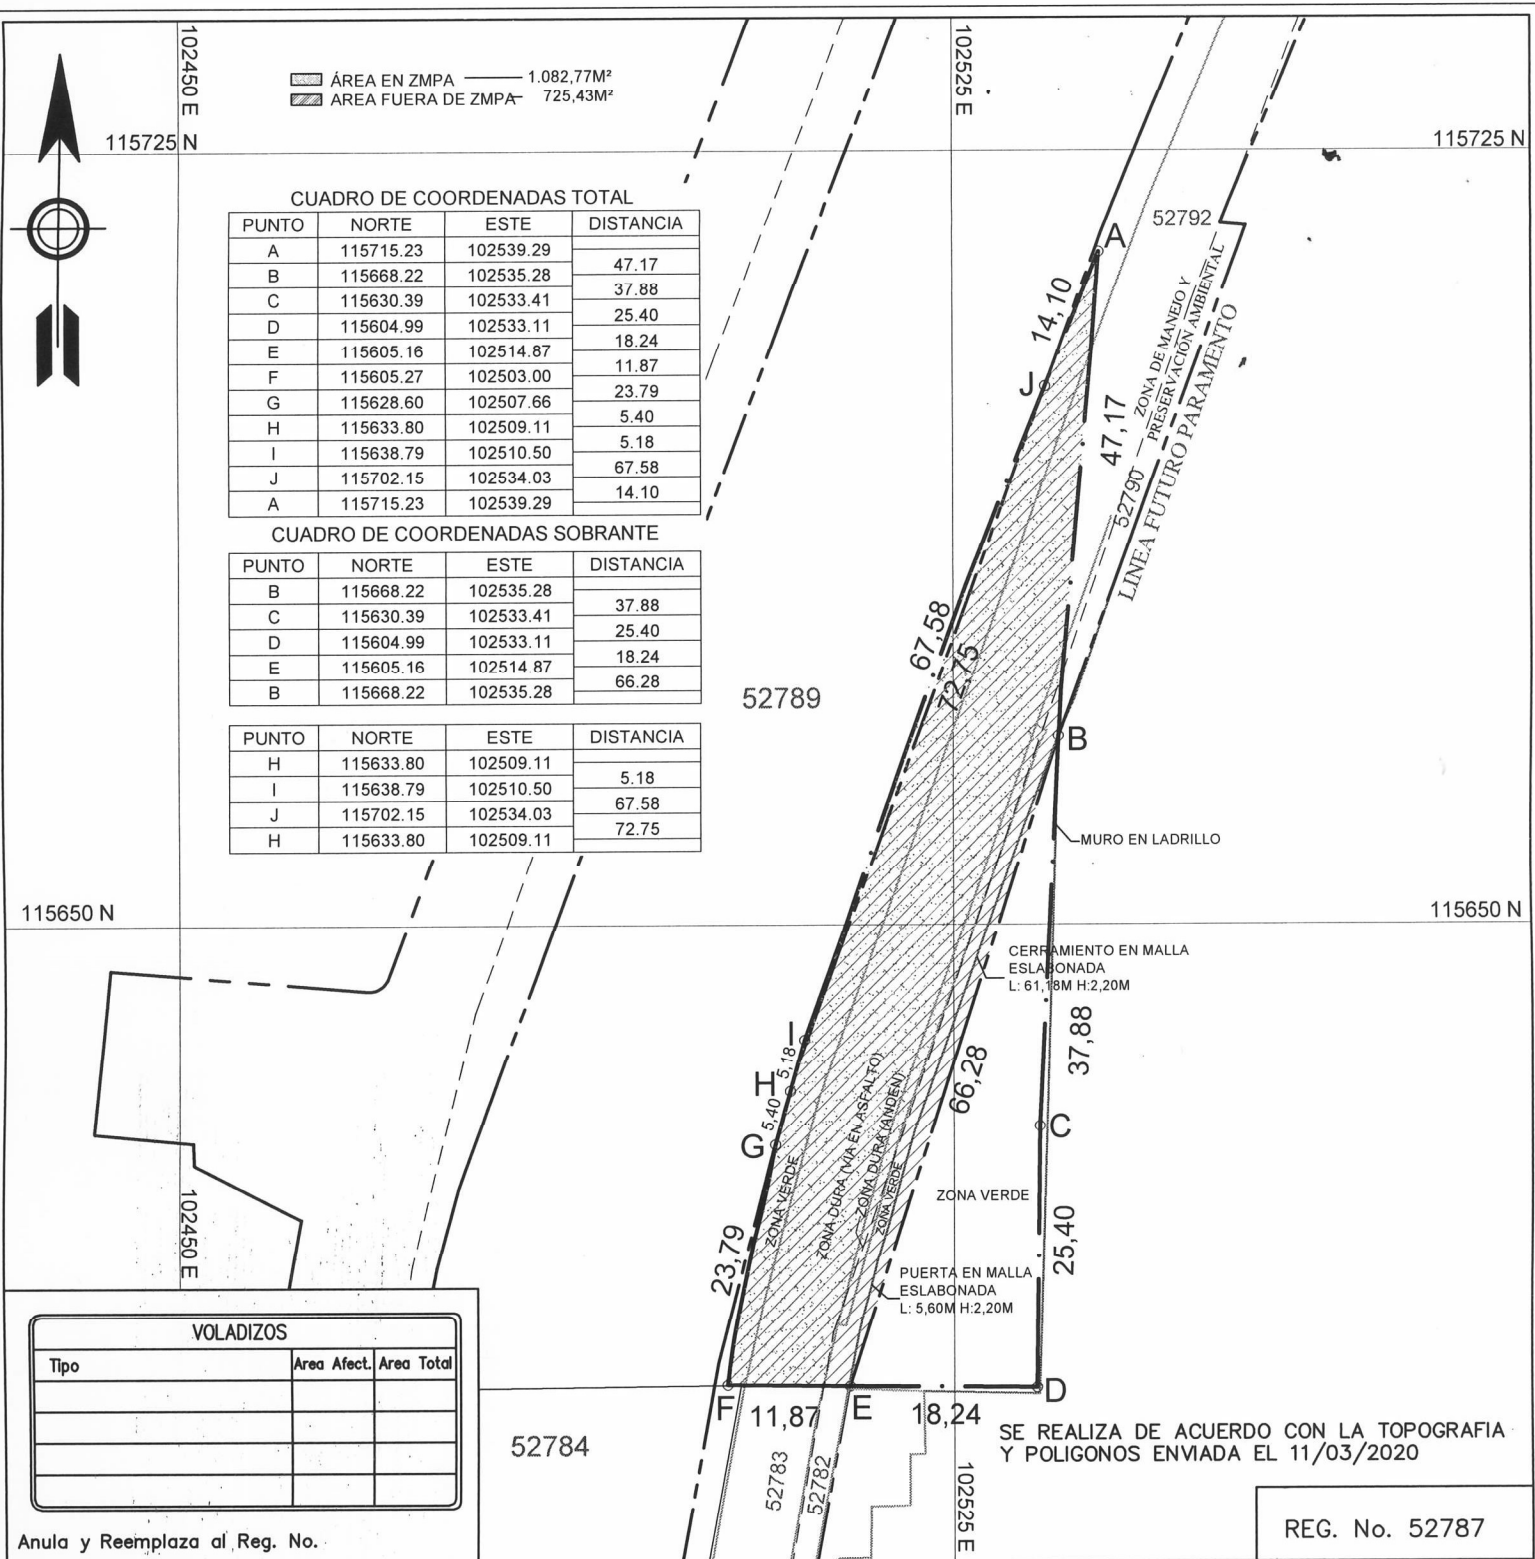 102450 E
102525 E
ÁREA EN ZMPA 1.082,77M²
AREA FUERA DE ZMPA 725,43M²
115725 N
115725 N
CUADRO DE COORDENADAS TOTAL
PUNTO NORTE ESTE DISTANCIA
A 115715.23 102539.29
47.17
B 115668.22 102535.28
37.88
C 115630.39 102533.41
25.40
D 115604.99 102533.11
18.24
E 115605.16 102514.87
11.87
F 115605.27 102503.00
23.79
G 115628.60 102507.66
5.40
H 115633.80 102509.11
5.18
I 115638.79 102510.50
67.58
J 115702.15 102534.03
14.10
A 115715.23 102539.29
CUADRO DE COORDENADAS SOBRANTE
PUNTO NORTE ESTE DISTANCIA
B 115668.22 102535.28
37.88
C 115630.39 102533.41
25.40
D 115604.99 102533.11
18.24
E 115605.16 102514.87
66.28
B 115668.22 102535.28
PUNTO NORTE ESTE DISTANCIA
H 115633.80 102509.11
5.18
I 115638.79 102510.50
67.58
J 115702.15 102534.03
72.75
H 115633.80 102509.11
52792
A
14,10
J
47,17
ZONA DE MANEJO Y
PRESERVACIÓN AMBIENTAL
52790
LINEA FUTURO PARAMENTO
67,58
72,75
52789
B
MURO EN LADRILLO
115650 N
115650 N
CERRAMIENTO EN MALLA
ESLABONADA
L: 61,18M H:2,20M
I
5,18
H
5,40
G
66,28
37,88
C
ZONA VERDE
ZONA DURA (VIA EN ASFALTO)
ZONA DURA (ANDEN)
ZONA VERDE
ZONA VERDE
102450 E
23,79
25,40
PUERTA EN MALLA
ESLABONADA
L: 5,60M H:2,20M
F
11,87
E
18,24
D
52784
52783
52782
102525 E
VOLADIZOS
Tipo Area Afect. Area Total
Anula y Reemplaza al Reg. No.
SE REALIZA DE ACUERDO CON LA TOPOGRAFIA
Y POLIGONOS ENVIADA EL 11/03/2020
REG. No. 52787